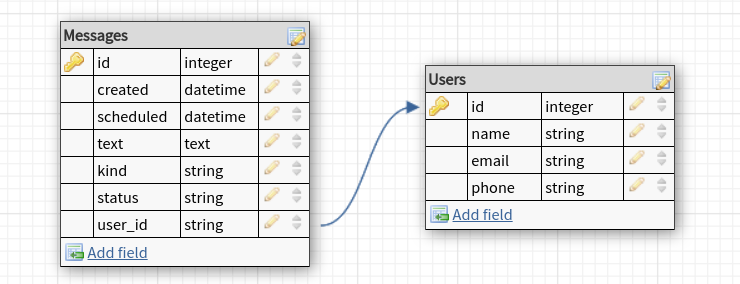 Messages
id integer
created datetime
scheduled datetime
text text
kind string
status string
user_id string
Add field
Users
id integer
name string
email string
phone string
Add field